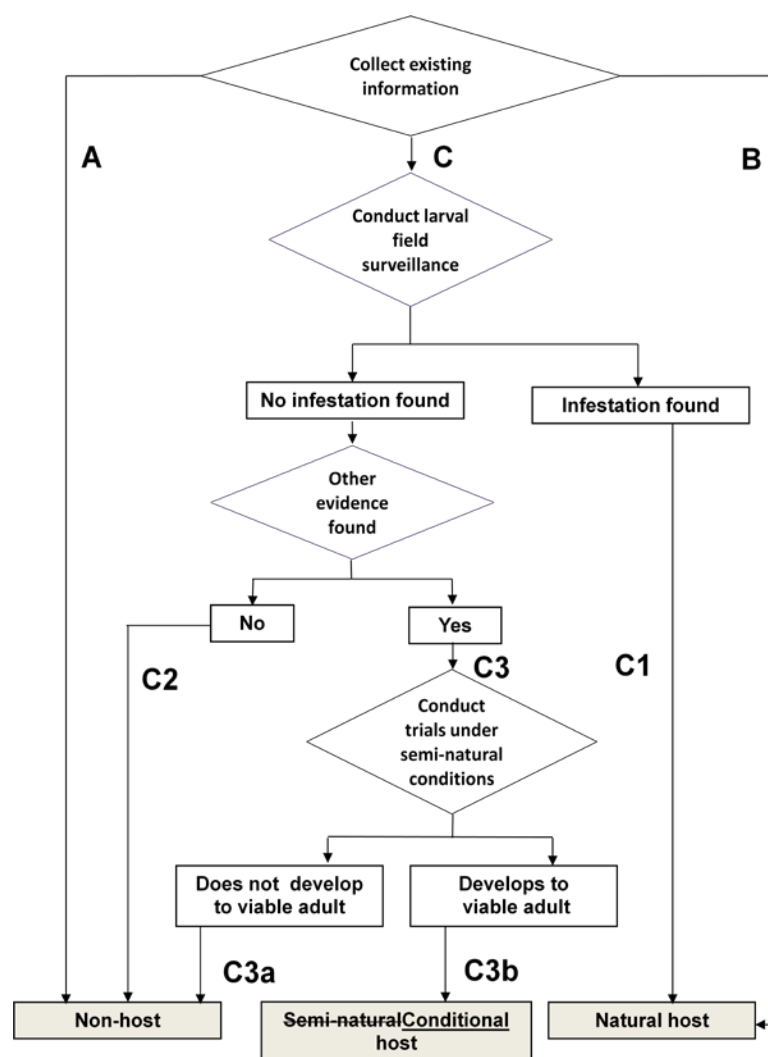 Collect existing
information
A
C
B
Conduct larval
field
surveillance
No infestation found
Infestation found
Other
evidence
found
No
Yes
C2
C3
C1
Conduct
trials under
semi-natural
conditions
Does not develop
to viable adult
Develops to
viable adult
C3a
C3b
Non-host
Semi-naturalConditional
host
Natural host